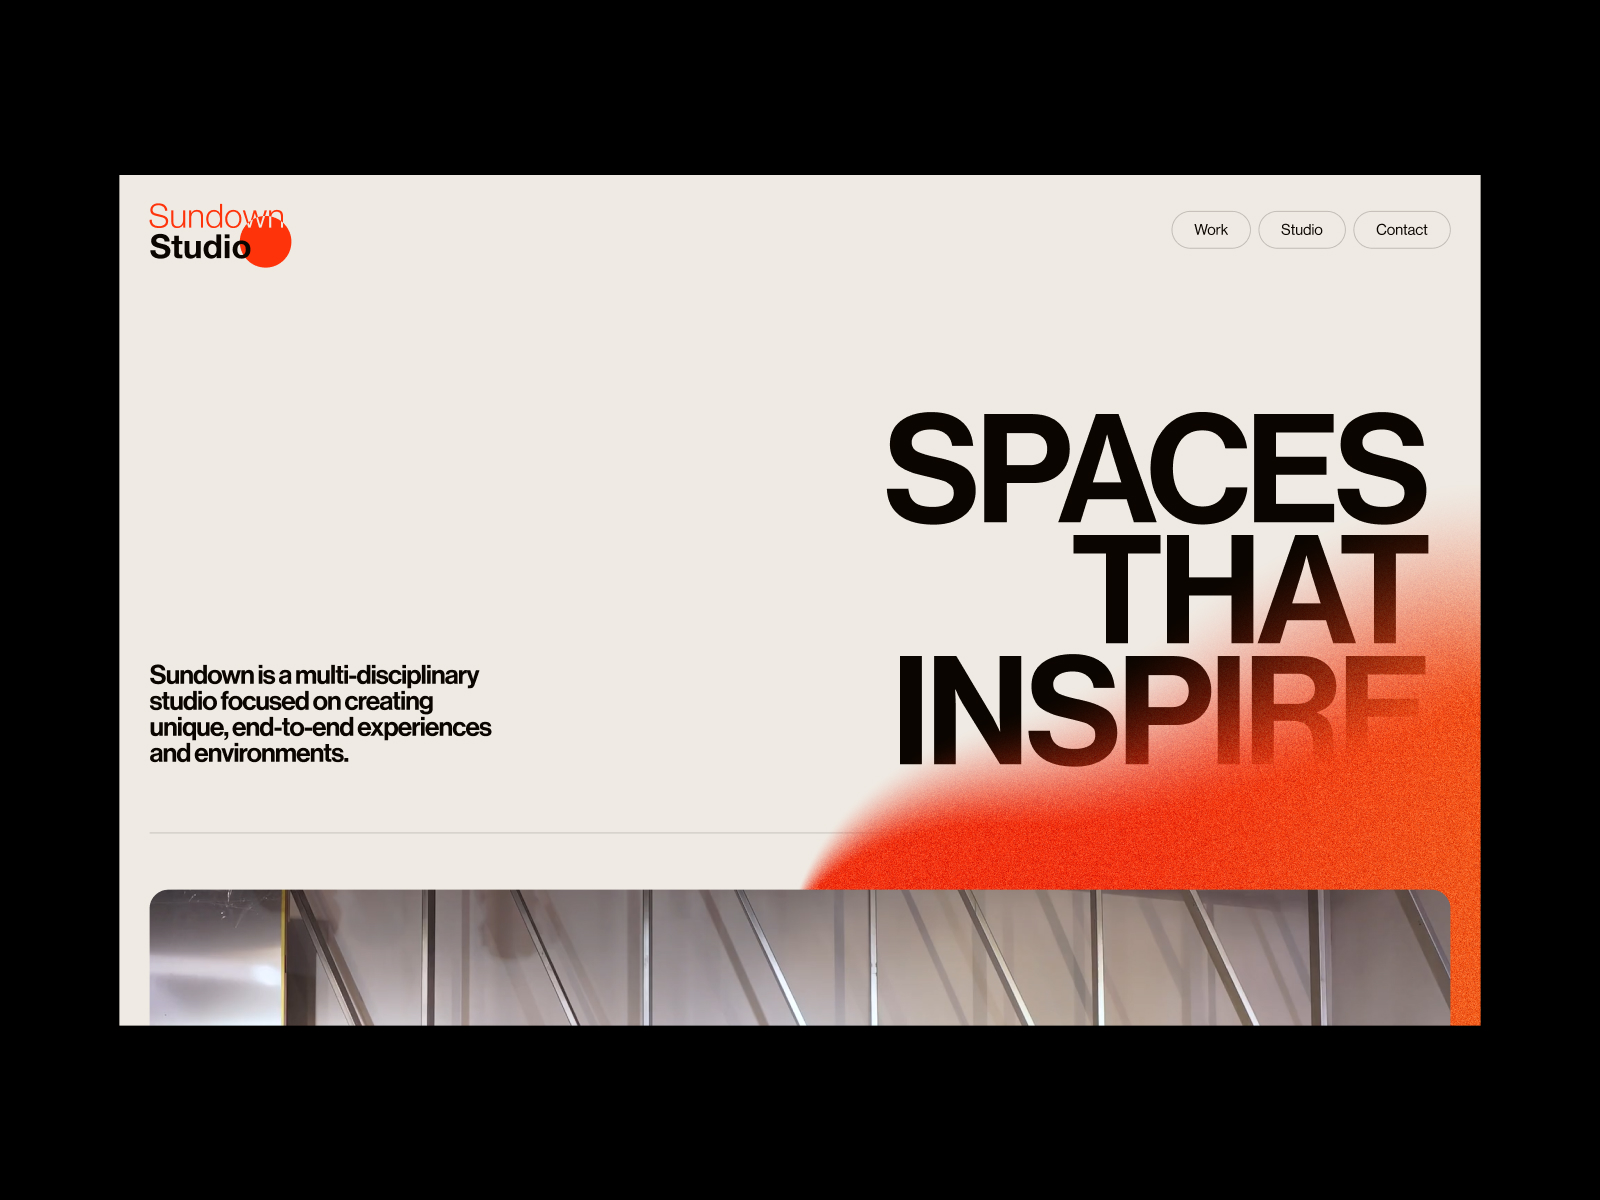 Sundown
Studio
Work
Studio
Contact
SPACES
THAT
INSPIRE
Sundown is a multi-disciplinary
studio focused on creating
unique, end-to-end experiences
and environments.